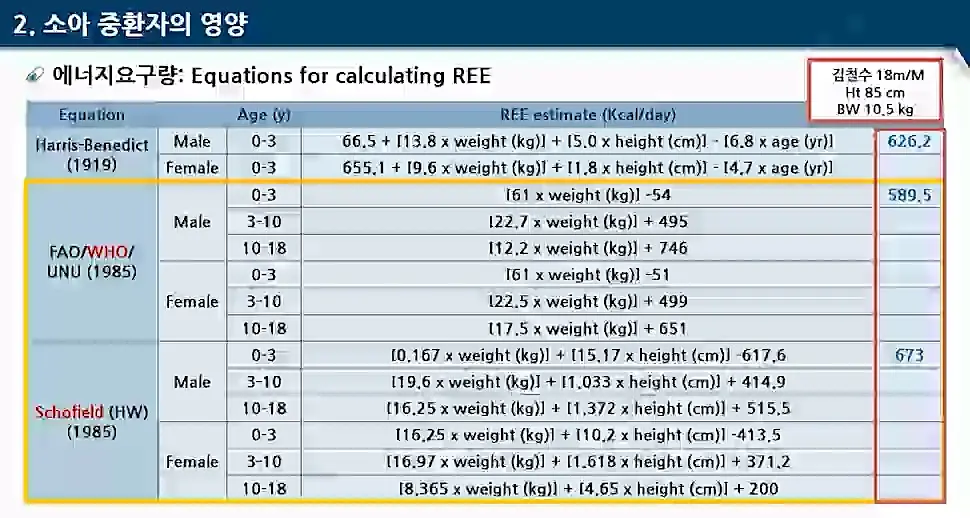 2. 소아 중환자의 영양
에너지요구량: Equations for calculating REE
김철수 18m/M
Ht 85 cm
BW 10.5 kg
Equation Age (y) REE estimate (Kcal/day)
Harris-Benedict (1919) Male 0-3 66.5 + [13.8 x weight (kg)] + [5.0 x height (cm)] - [6.8 x age (yr)] 626.2
Female 0-3 655.1 + [9.6 x weight (kg)] + [1.8 x height (cm)] - [4.7 x age (yr)]
FAO/WHO/UNU (1985) Male 0-3 [61 x weight (kg)] -54 589.5
3-10 [22.7 x weight (kg)] + 495
10-18 [12.2 x weight (kg)] + 746
Female 0-3 [61 x weight (kg)] -51
3-10 [22.5 x weight (kg)] + 499
10-18 [17.5 x weight (kg)] + 651
Schofield (HW) (1985) Male 0-3 [0.167 x weight (kg)] + [15.17 x height (cm)] -617.6 673
3-10 [19.6 x weight (kg)] + [1.033 x weight (cm)] + 414.9
10-18 [16.25 x weight (kg)] + [1.372 x height (cm)] + 515.5
Female 0-3 [16.25 x weight (kg)] + [10.2 x height (cm)] -413.5
3-10 [16.97 x weight (kg)] + [1.618 x height (cm)] + 371.2
10-18 [8.365 x weight (kg)] + [4.65 x height (cm)] + 200